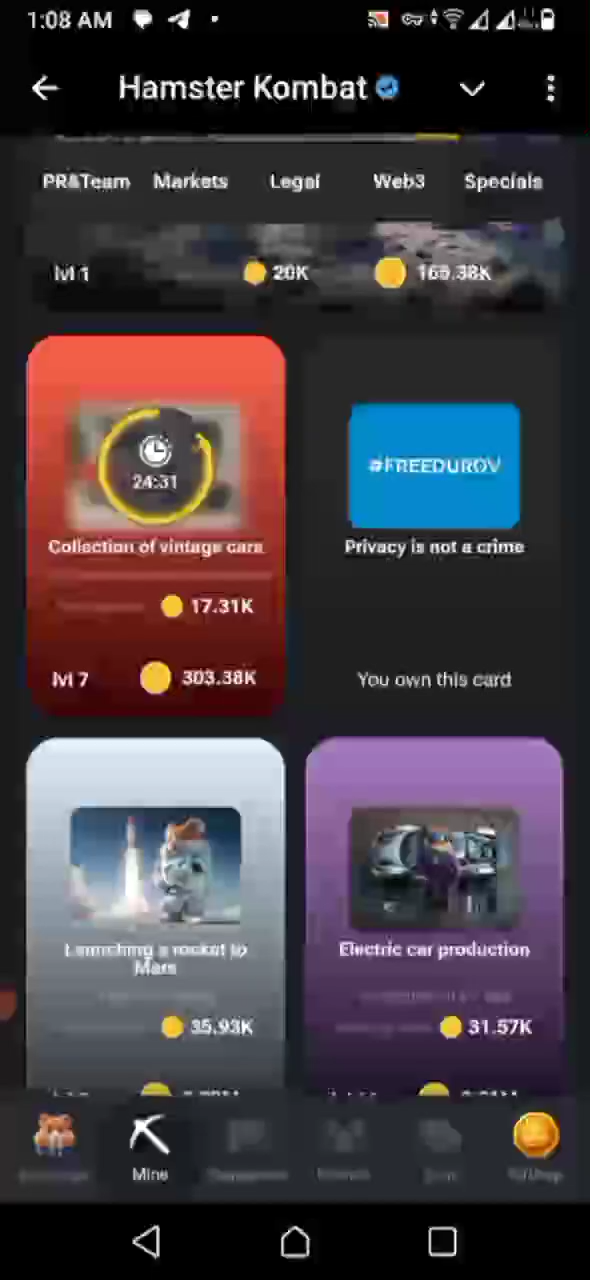 1:08 AM
Hamster Kombat
PR&Team Markets Legal Web3 Specials
lvl 1 20K 165.38K
24:31
Collection of vintage cars
17.31K
lvl 7 303.38K
#FREEDUROV
Privacy is not a crime
You own this card
Launching a rocket to
Mars
35.93K
Electric car production
31.57K
Mine